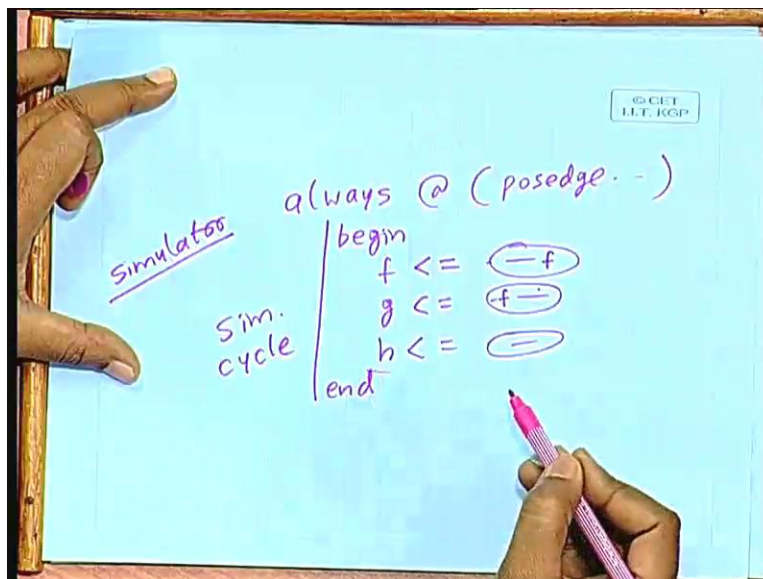 © CET
I.I.T. KGP
always @ (posedge. . -)
simulator
begin
f <= — f
sim.
cycle
g <= f —
h <= —
end